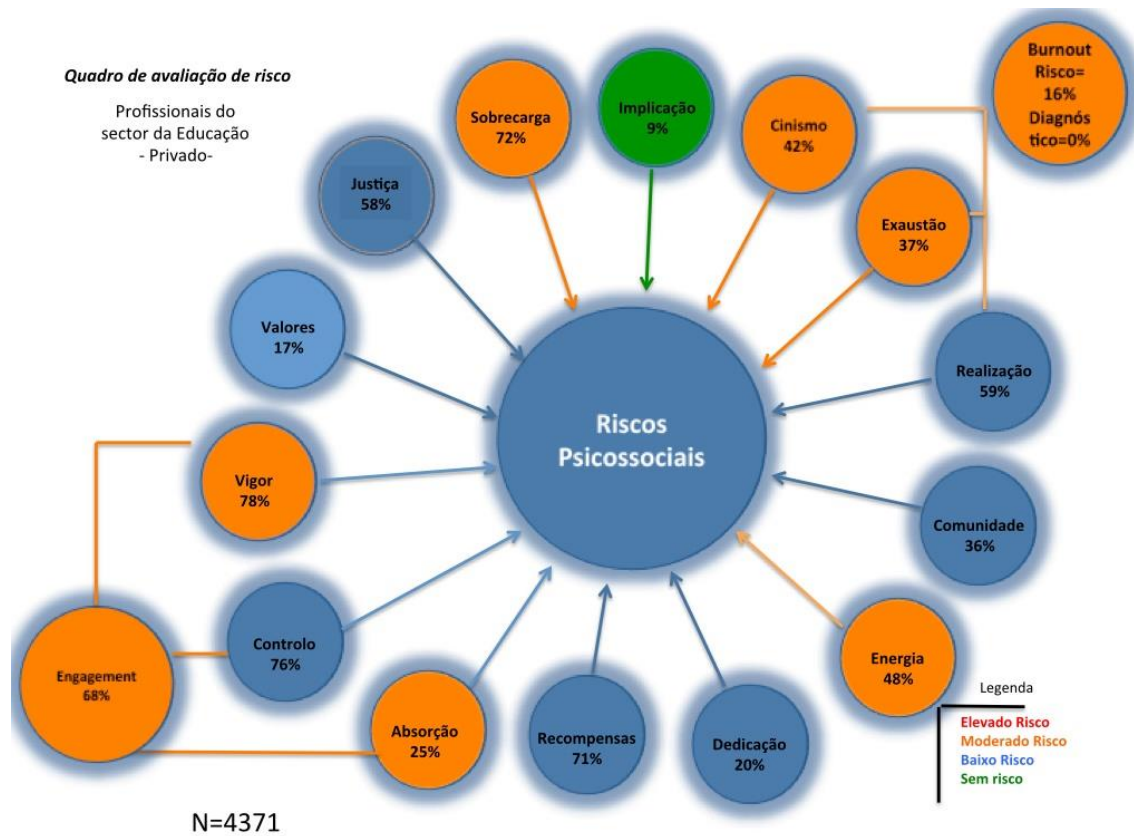 Quadro de avaliação de risco
Profissionais do
sector da Educação
- Privado-
Burnout
Risco=
16%
Diagnós
tico=0%
Implicação
9%
Sobrecarga
72%
Cinismo
42%
Justiça
58%
Exaustão
37%
Valores
17%
Realização
59%
Riscos
Psicossociais
Vigor
78%
Comunidade
36%
Controlo
76%
Energia
48%
Engagement
68%
Absorção
25%
Recompensas
71%
Dedicação
20%
Legenda
Elevado Risco
Moderado Risco
Baixo Risco
Sem risco
N=4371